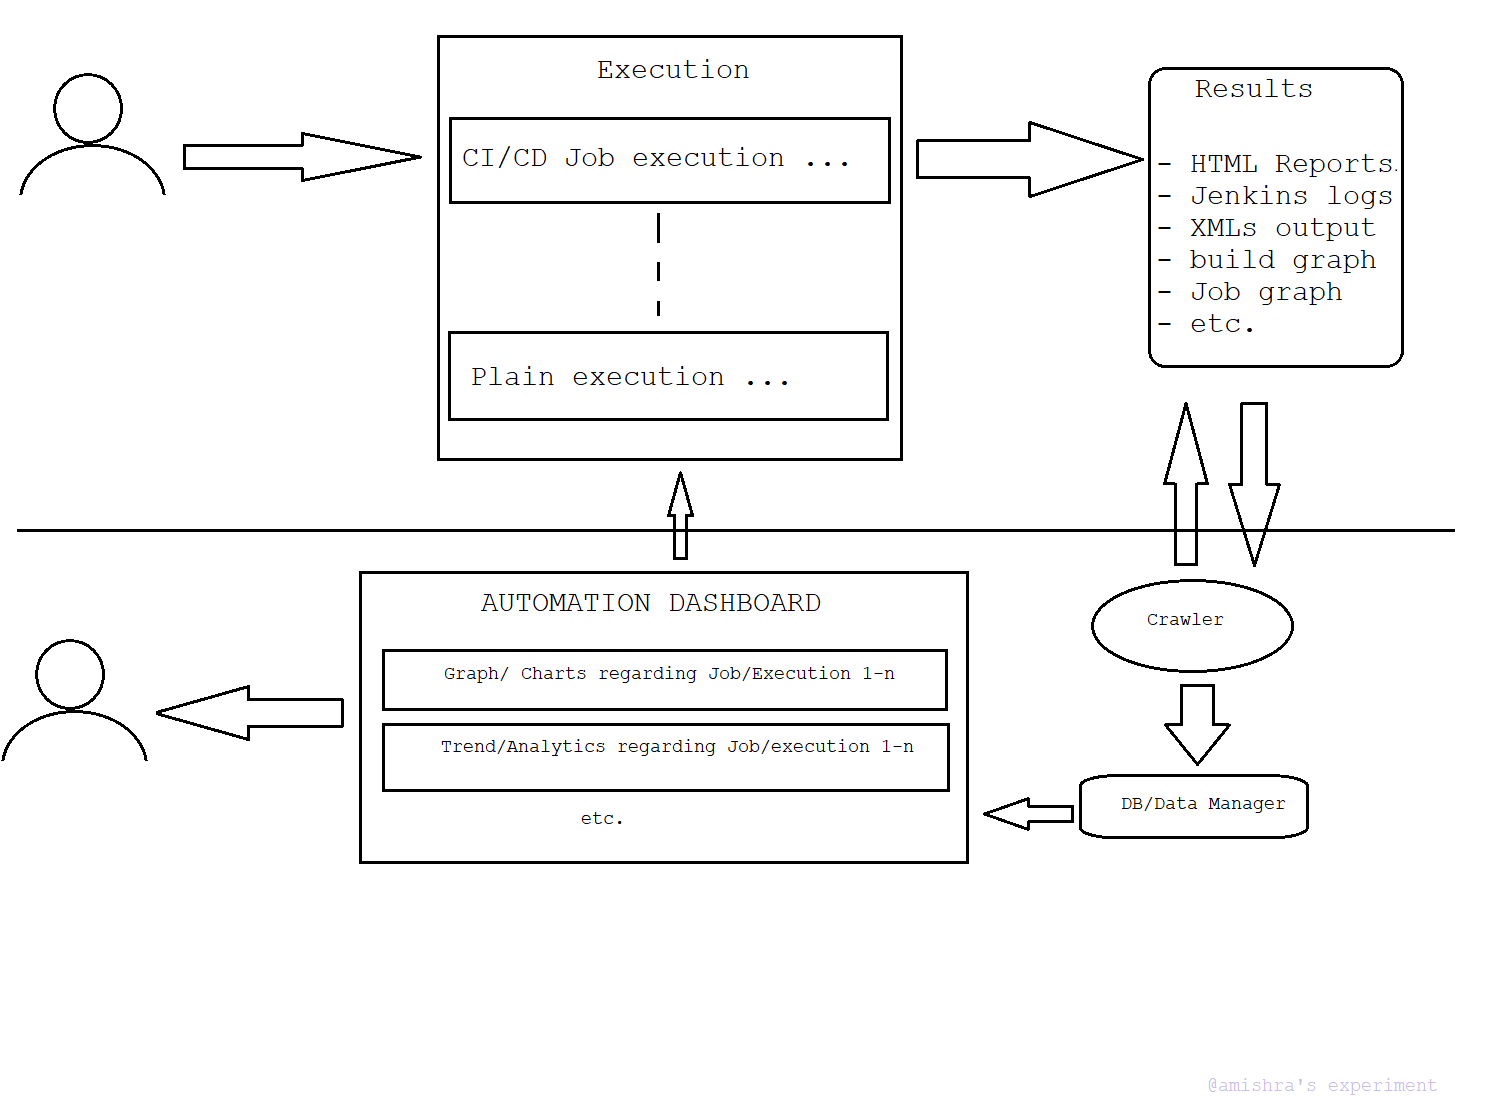 Execution
CI/CD Job execution ...
Plain execution ...
Results
- HTML Reports.
- Jenkins logs
- XMLs output
- build graph
- Job graph
- etc.
AUTOMATION DASHBOARD
Graph/ Charts regarding Job/Execution 1-n
Trend/Analytics regarding Job/execution 1-n
etc.
Crawler
DB/Data Manager
@amishra's experiment